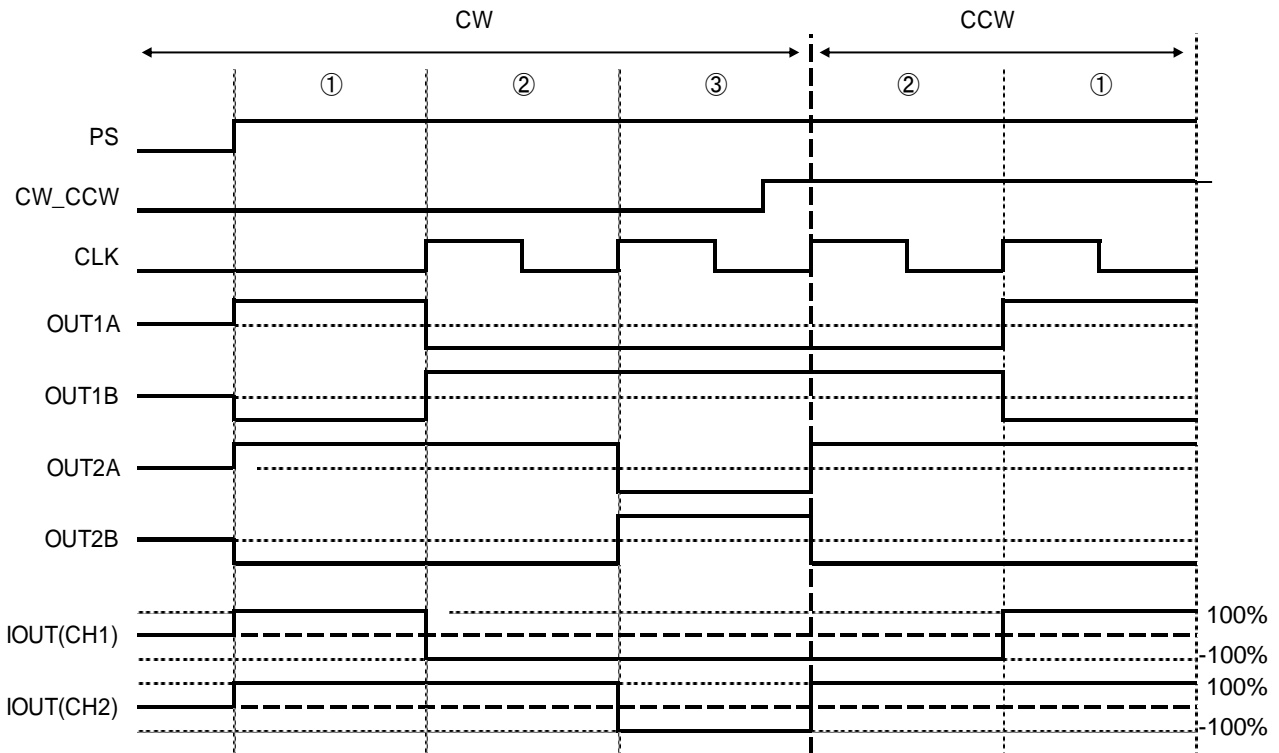 CW CCW
① ② ③ ② ①
PS
CW_CCW
CLK
OUT1A
OUT1B
OUT2A
OUT2B
IOUT(CH1)
100%
-100%
IOUT(CH2)
100%
-100%